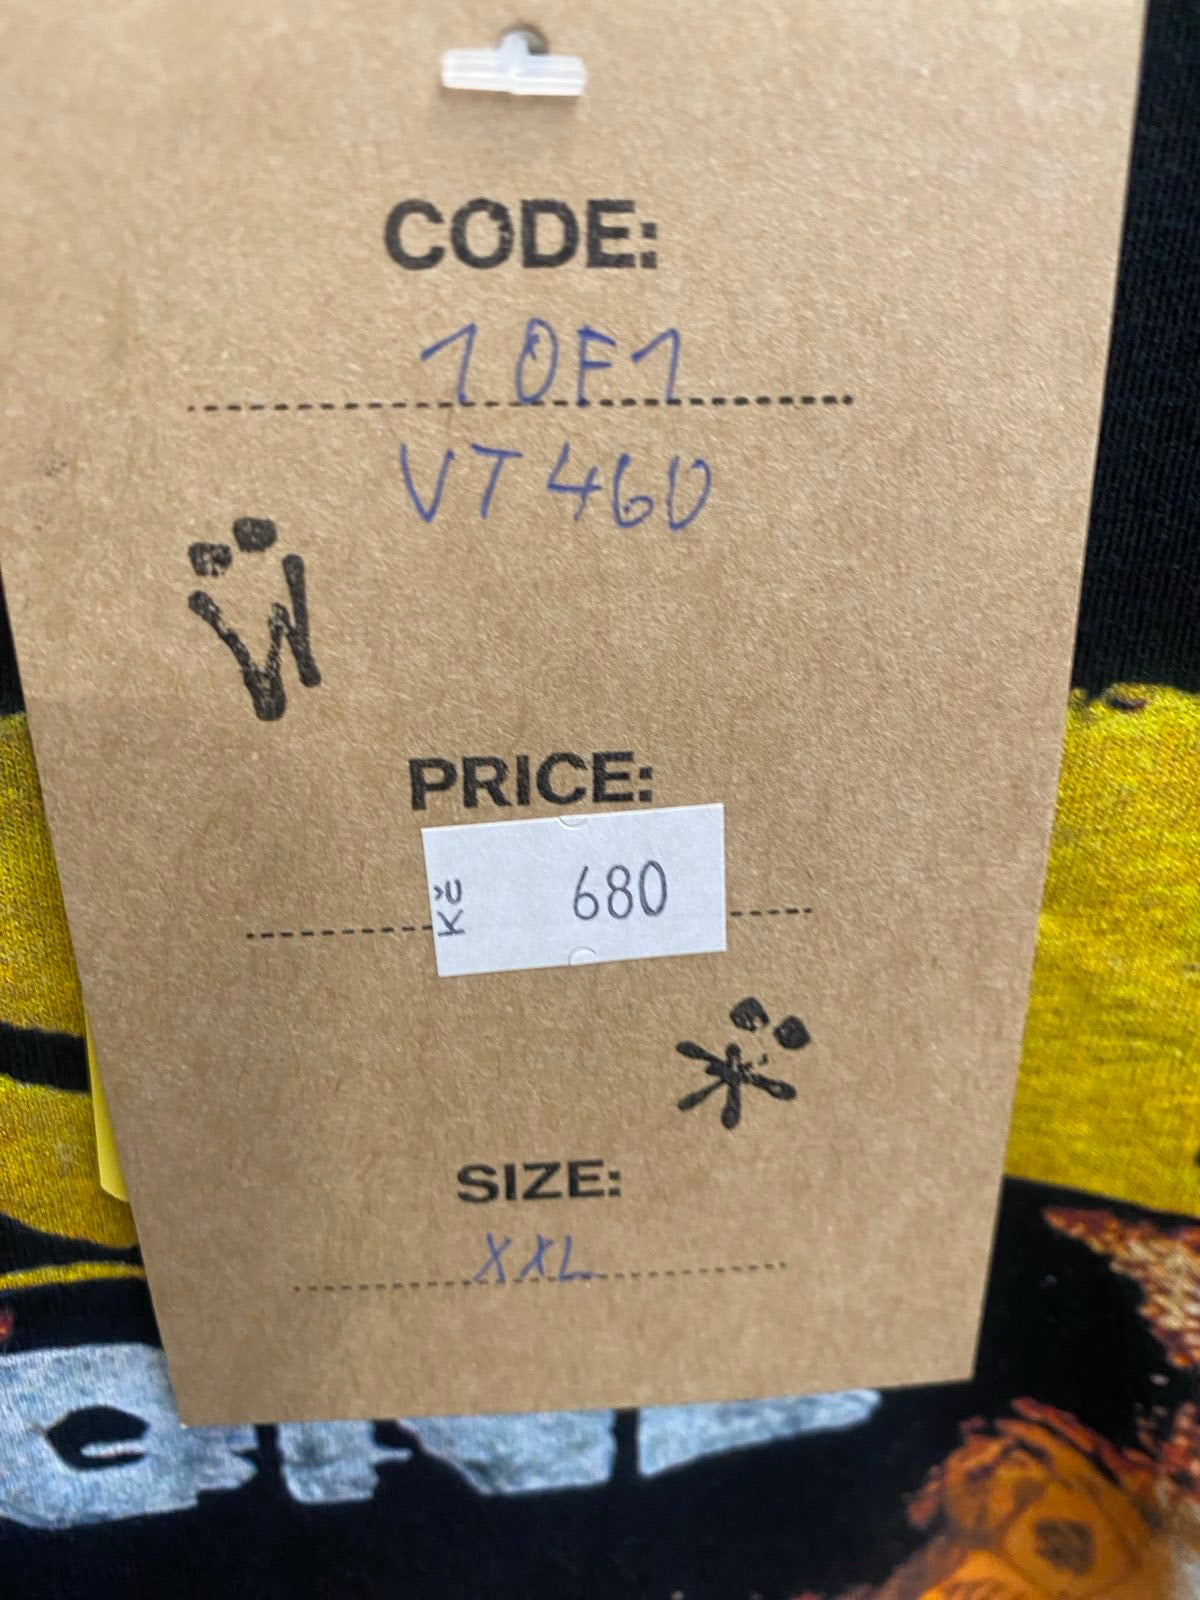 CODE:
1OF1
VT460
PRICE:
Kč 680
SIZE:
XXL